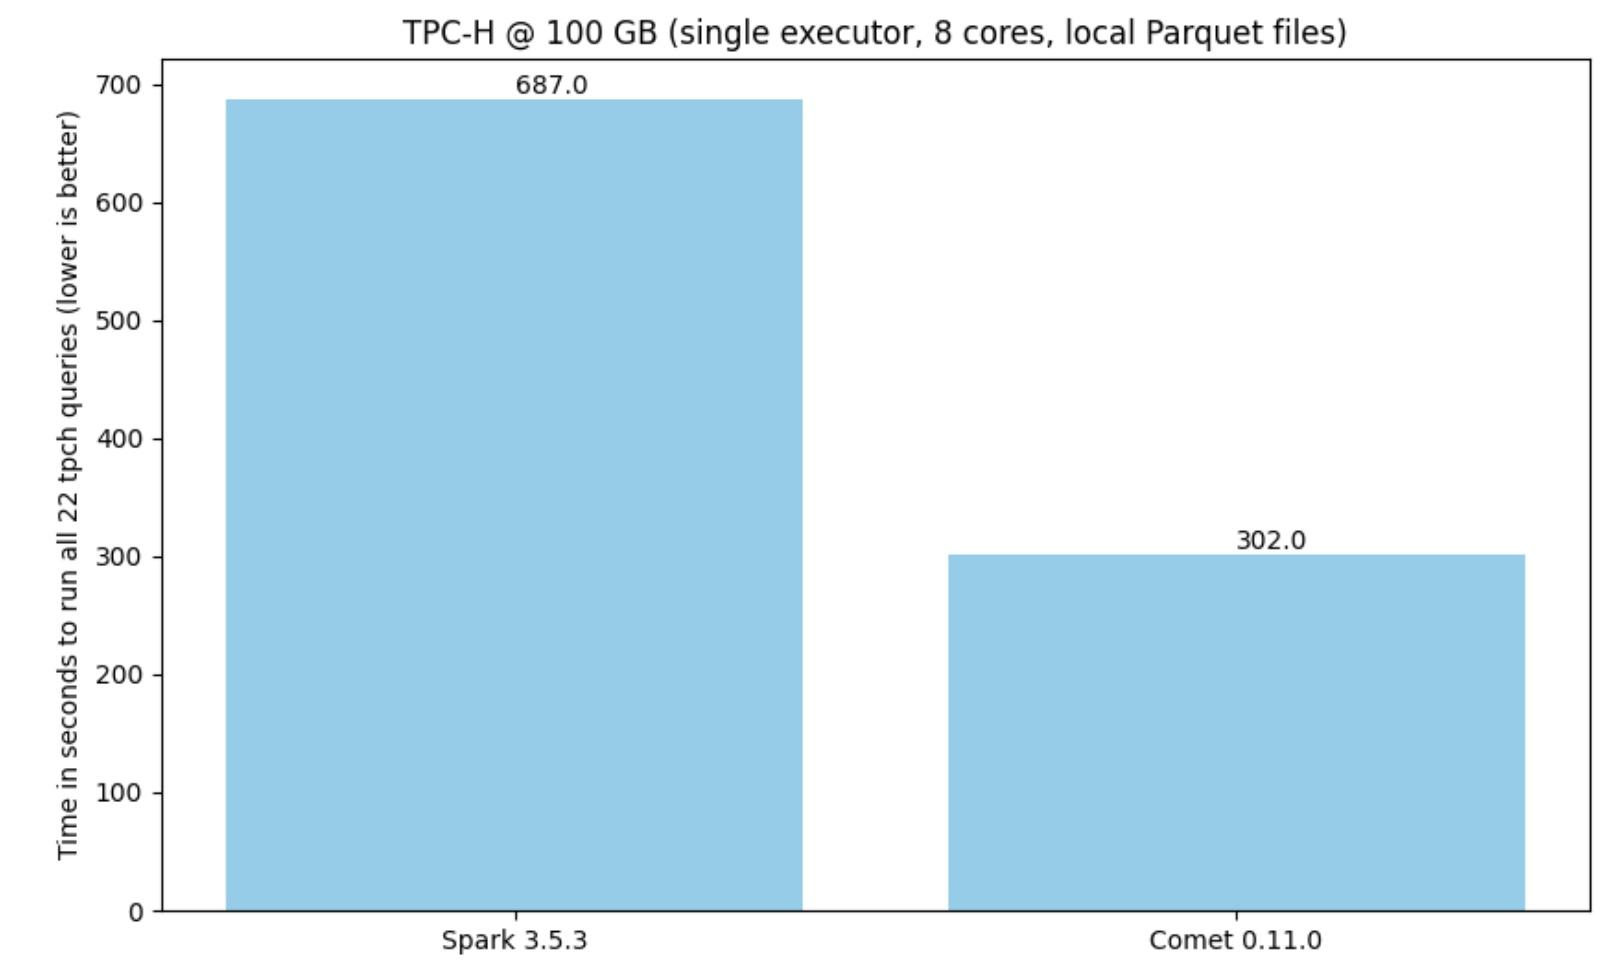 TPC-H @ 100 GB (single executor, 8 cores, local Parquet files)
Time in seconds to run all 22 tpch queries (lower is better)
700
600
500
400
300
200
100
0
687.0
302.0
Spark 3.5.3
Comet 0.11.0